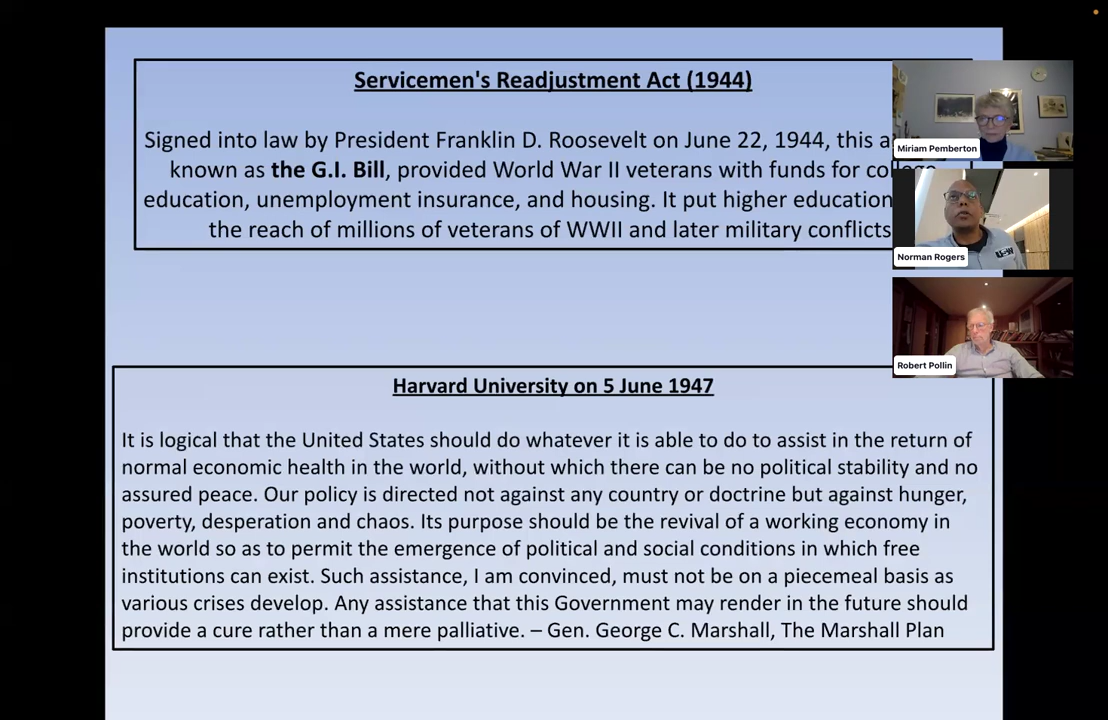 Servicemen's Readjustment Act (1944)
Signed into law by President Franklin D. Roosevelt on June 22, 1944, this
known as the G.I. Bill, provided World War II veterans with funds for college
education, unemployment insurance, and housing. It put higher education
the reach of millions of veterans of WWII and later military conflicts
Miriam Pemberton
Norman Rogers
USW
Robert Pollin
Harvard University on 5 June 1947
It is logical that the United States should do whatever it is able to do to assist in the return of
normal economic health in the world, without which there can be no political stability and no
assured peace. Our policy is directed not against any country or doctrine but against hunger,
poverty, desperation and chaos. Its purpose should be the revival of a working economy in
the world so as to permit the emergence of political and social conditions in which free
institutions can exist. Such assistance, I am convinced, must not be on a piecemeal basis as
various crises develop. Any assistance that this Government may render in the future should
provide a cure rather than a mere palliative. – Gen. George C. Marshall, The Marshall Plan